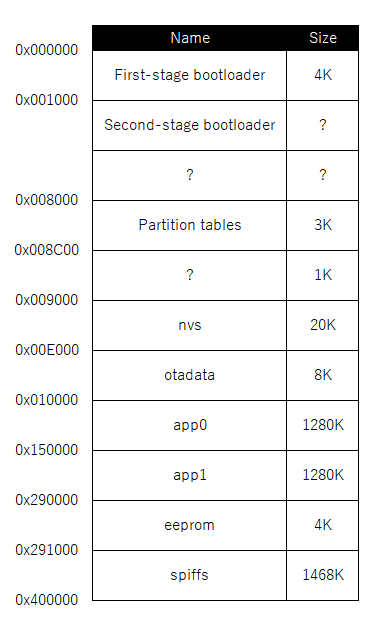 Name Size
0x000000
First-stage bootloader 4K
0x001000
Second-stage bootloader ?
? ?
0x008000
Partition tables 3K
0x008C00
? 1K
0x009000
nvs 20K
0x00E000
otadata 8K
0x010000
app0 1280K
0x150000
app1 1280K
0x290000
eeprom 4K
0x291000
spiffs 1468K
0x400000